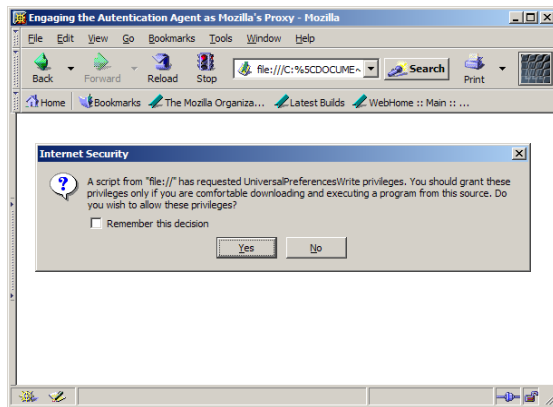 Engaging the Autentication Agent as Mozilla's Proxy - Mozilla
File Edit View Go Bookmarks Tools Window Help
Back Forward Reload Stop file:///C:%5CDOCUME~ Search Print
Home Bookmarks The Mozilla Organiza... Latest Builds WebHome :: Main :: ...
Internet Security
A script from "file://" has requested UniversalPreferencesWrite privileges. You should grant these
privileges only if you are comfortable downloading and executing a program from this source. Do
you wish to allow these privileges?
Remember this decision
Yes No